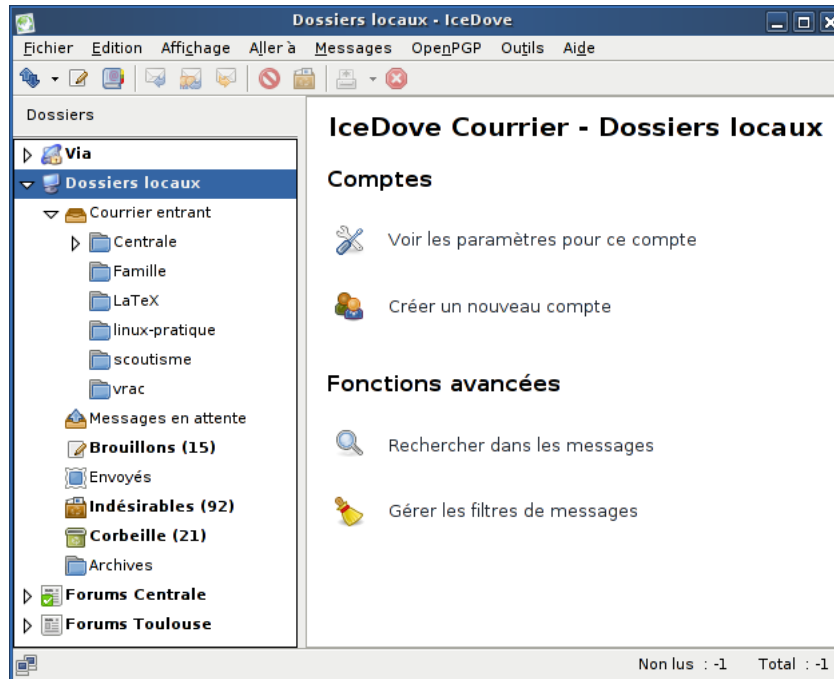 Dossiers locaux - IceDove
Fichier Edition Affichage Aller à Messages OpenPGP Outils Aide
Dossiers
Via
Dossiers locaux
Courrier entrant
Centrale
Famille
LaTeX
linux-pratique
scoutisme
vrac
Messages en attente
Brouillons (15)
Envoyés
Indésirables (92)
Corbeille (21)
Archives
Forums Centrale
Forums Toulouse
IceDove Courrier - Dossiers locaux
Comptes
Voir les paramètres pour ce compte
Créer un nouveau compte
Fonctions avancées
Rechercher dans les messages
Gérer les filtres de messages
Non lus : -1 Total : -1